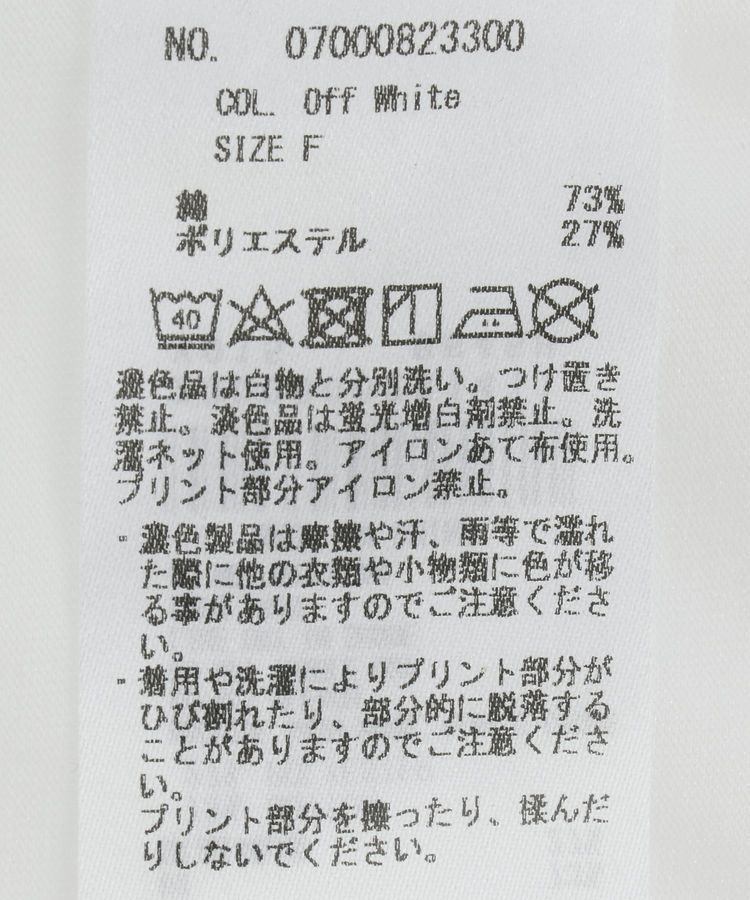 NO. 07000823300
COL. Off White
SIZE F
綿 73%
ポリエステル 27%
40
濃色品は白物と分別洗い。つけ置き
禁止。淡色品は蛍光増白剤禁止。洗
濯ネット使用。アイロンあて布使用。
プリント部分アイロン禁止。
・濃色製品は摩擦や汗、雨等で濡れ
た際に他の衣類や小物類に色が移
る事がありますのでご注意くださ
い。
・着用や洗濯によりプリント部分が
ひび割れたり、部分的に脱落する
ことがありますのでご注意くださ
い。
プリント部分を擦ったり、揉んだ
りしないでください。